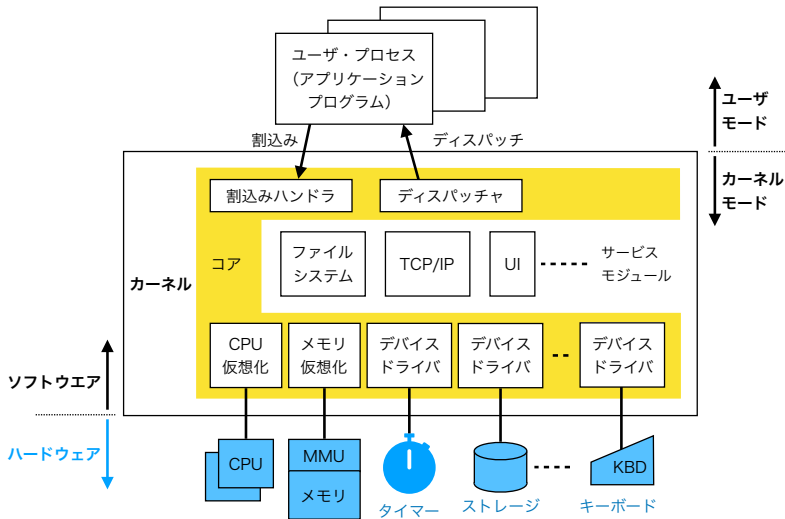 ユーザ・プロセス
（アプリケーション
プログラム）
ユーザ
モード
割込み
ディスパッチ
カーネル
モード
割込みハンドラ
ディスパッチャ
コア
ファイル
システム
TCP/IP
UI
サービス
モジュール
カーネル
CPU
仮想化
メモリ
仮想化
デバイス
ドライバ
デバイス
ドライバ
デバイス
ドライバ
ソフトウエア
ハードウェア
CPU
MMU
メモリ
タイマー
ストレージ
KBD
キーボード